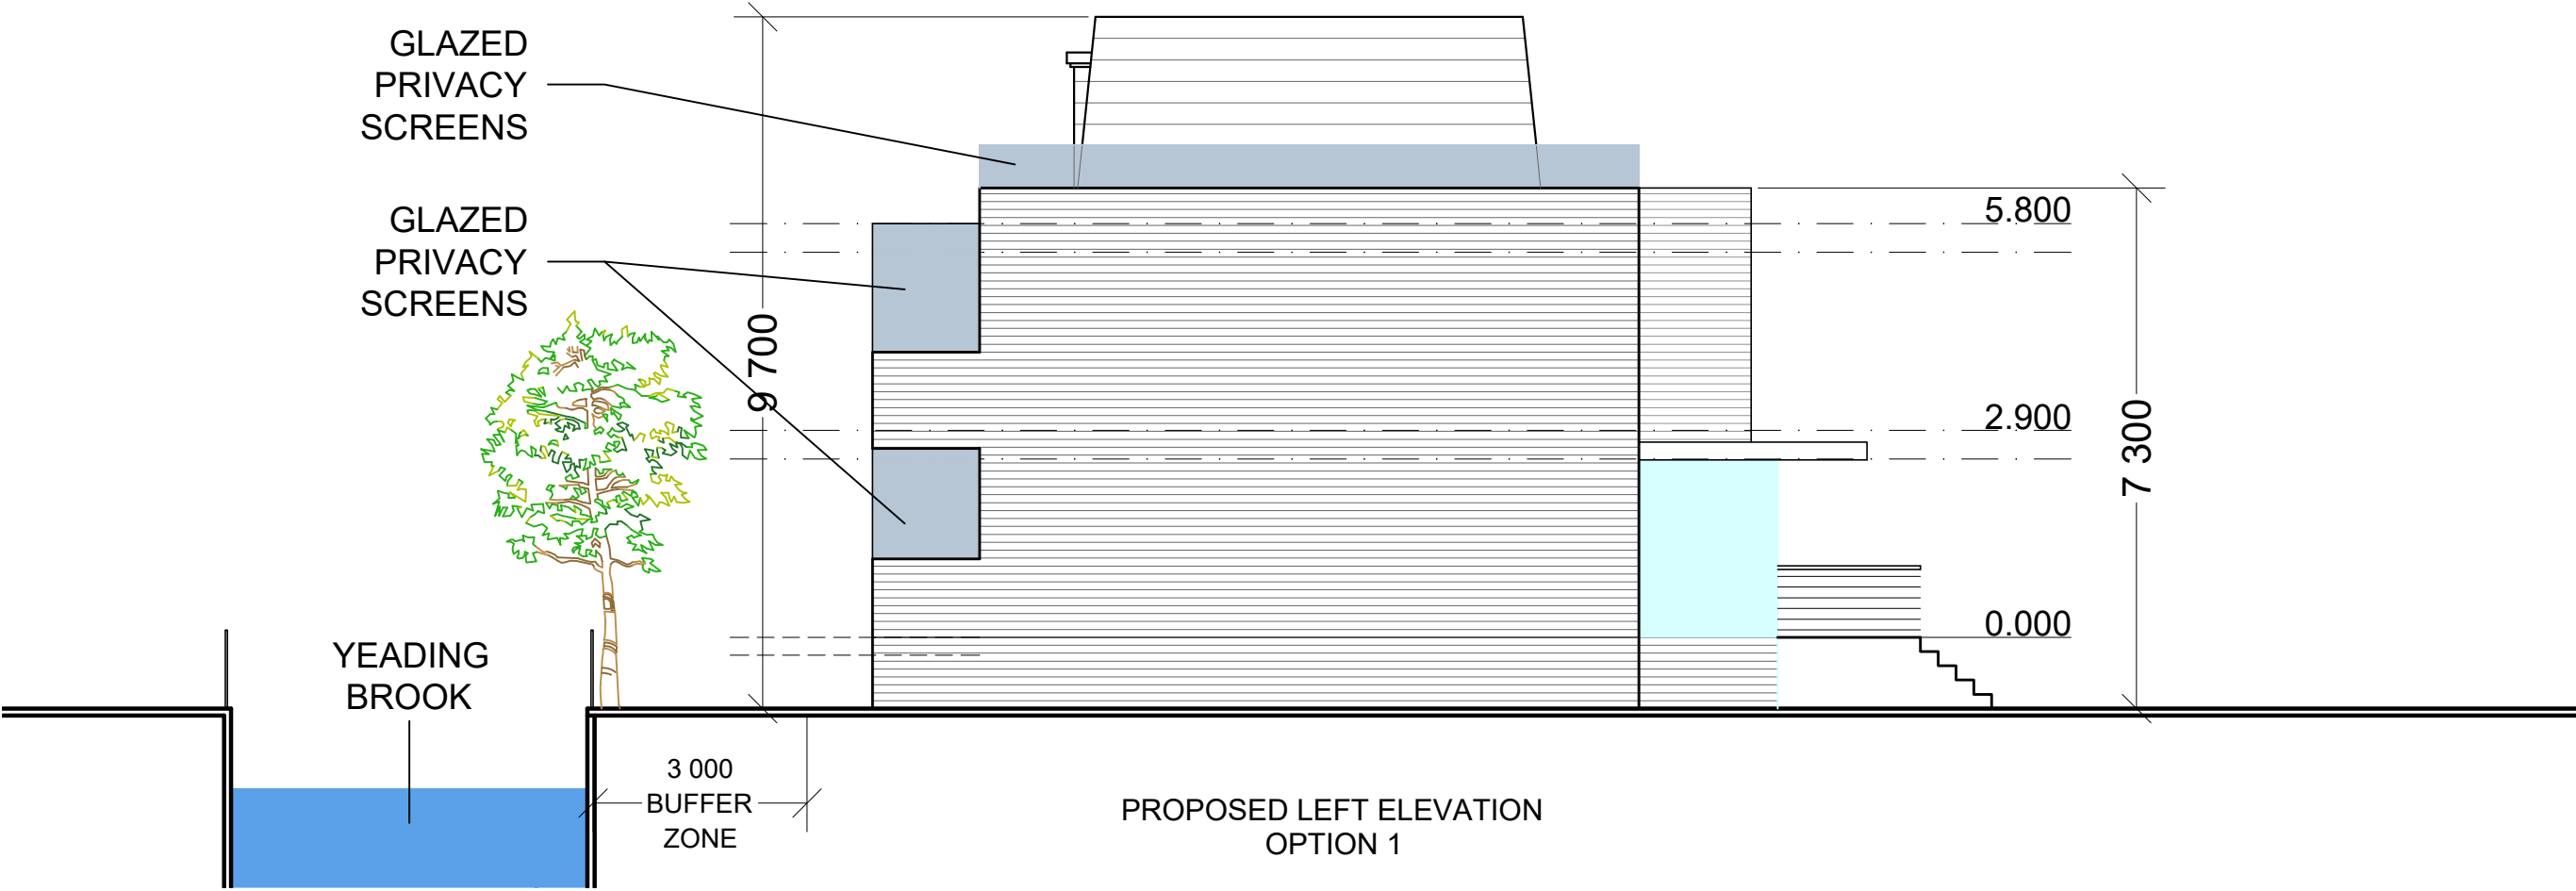 GLAZED
PRIVACY
SCREENS
GLAZED
PRIVACY
SCREENS
9 700
5.800
2.900
7 300
0.000
YEADING
BROOK
3 000
BUFFER
ZONE
PROPOSED LEFT ELEVATION
OPTION 1